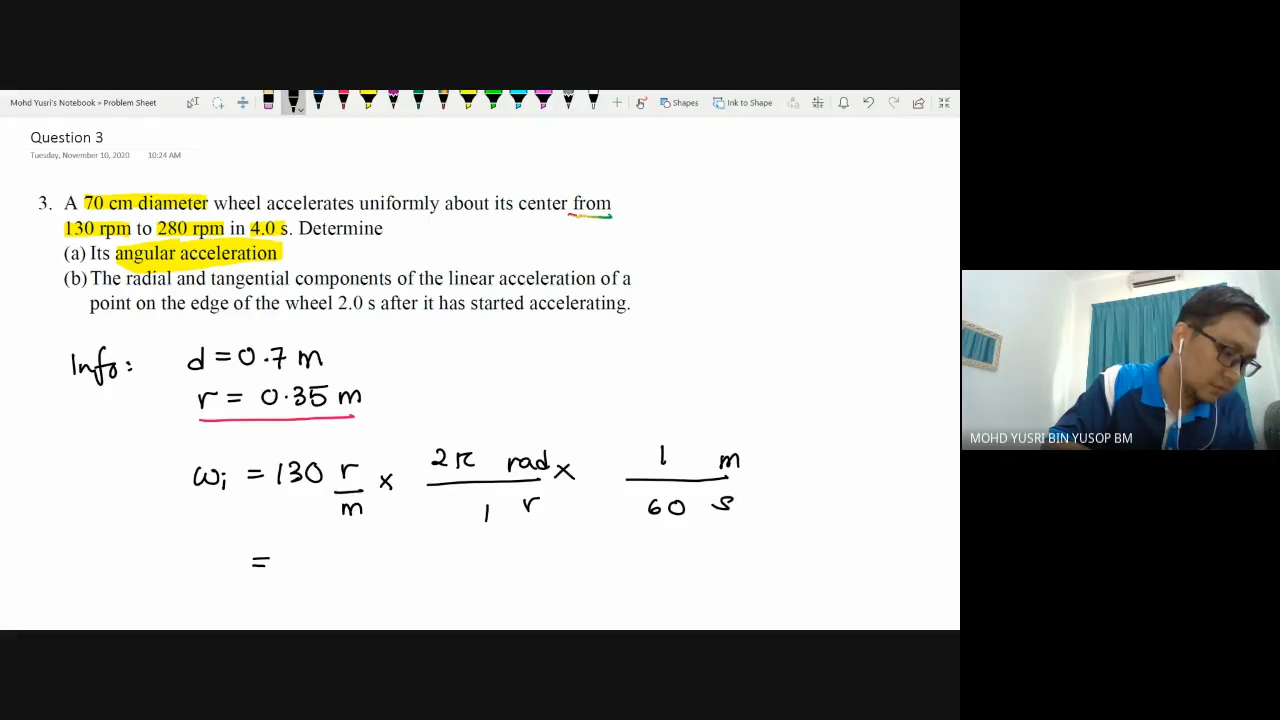 Mohd Yusri's Notebook » Problem Sheet
Shapes
Ink to Shape
Question 3
Tuesday, November 10, 2020 10:24 AM
3. A 70 cm diameter wheel accelerates uniformly about its center from
130 rpm to 280 rpm in 4.0 s. Determine
(a) Its angular acceleration
(b) The radial and tangential components of the linear acceleration of a
point on the edge of the wheel 2.0 s after it has started accelerating.
Info: d = 0.7 m
r = 0.35 m
ωi = 130 r/m × 2π rad/1 r × 1 m/60 s
=
MOHD YUSRI BIN YUSOP BM